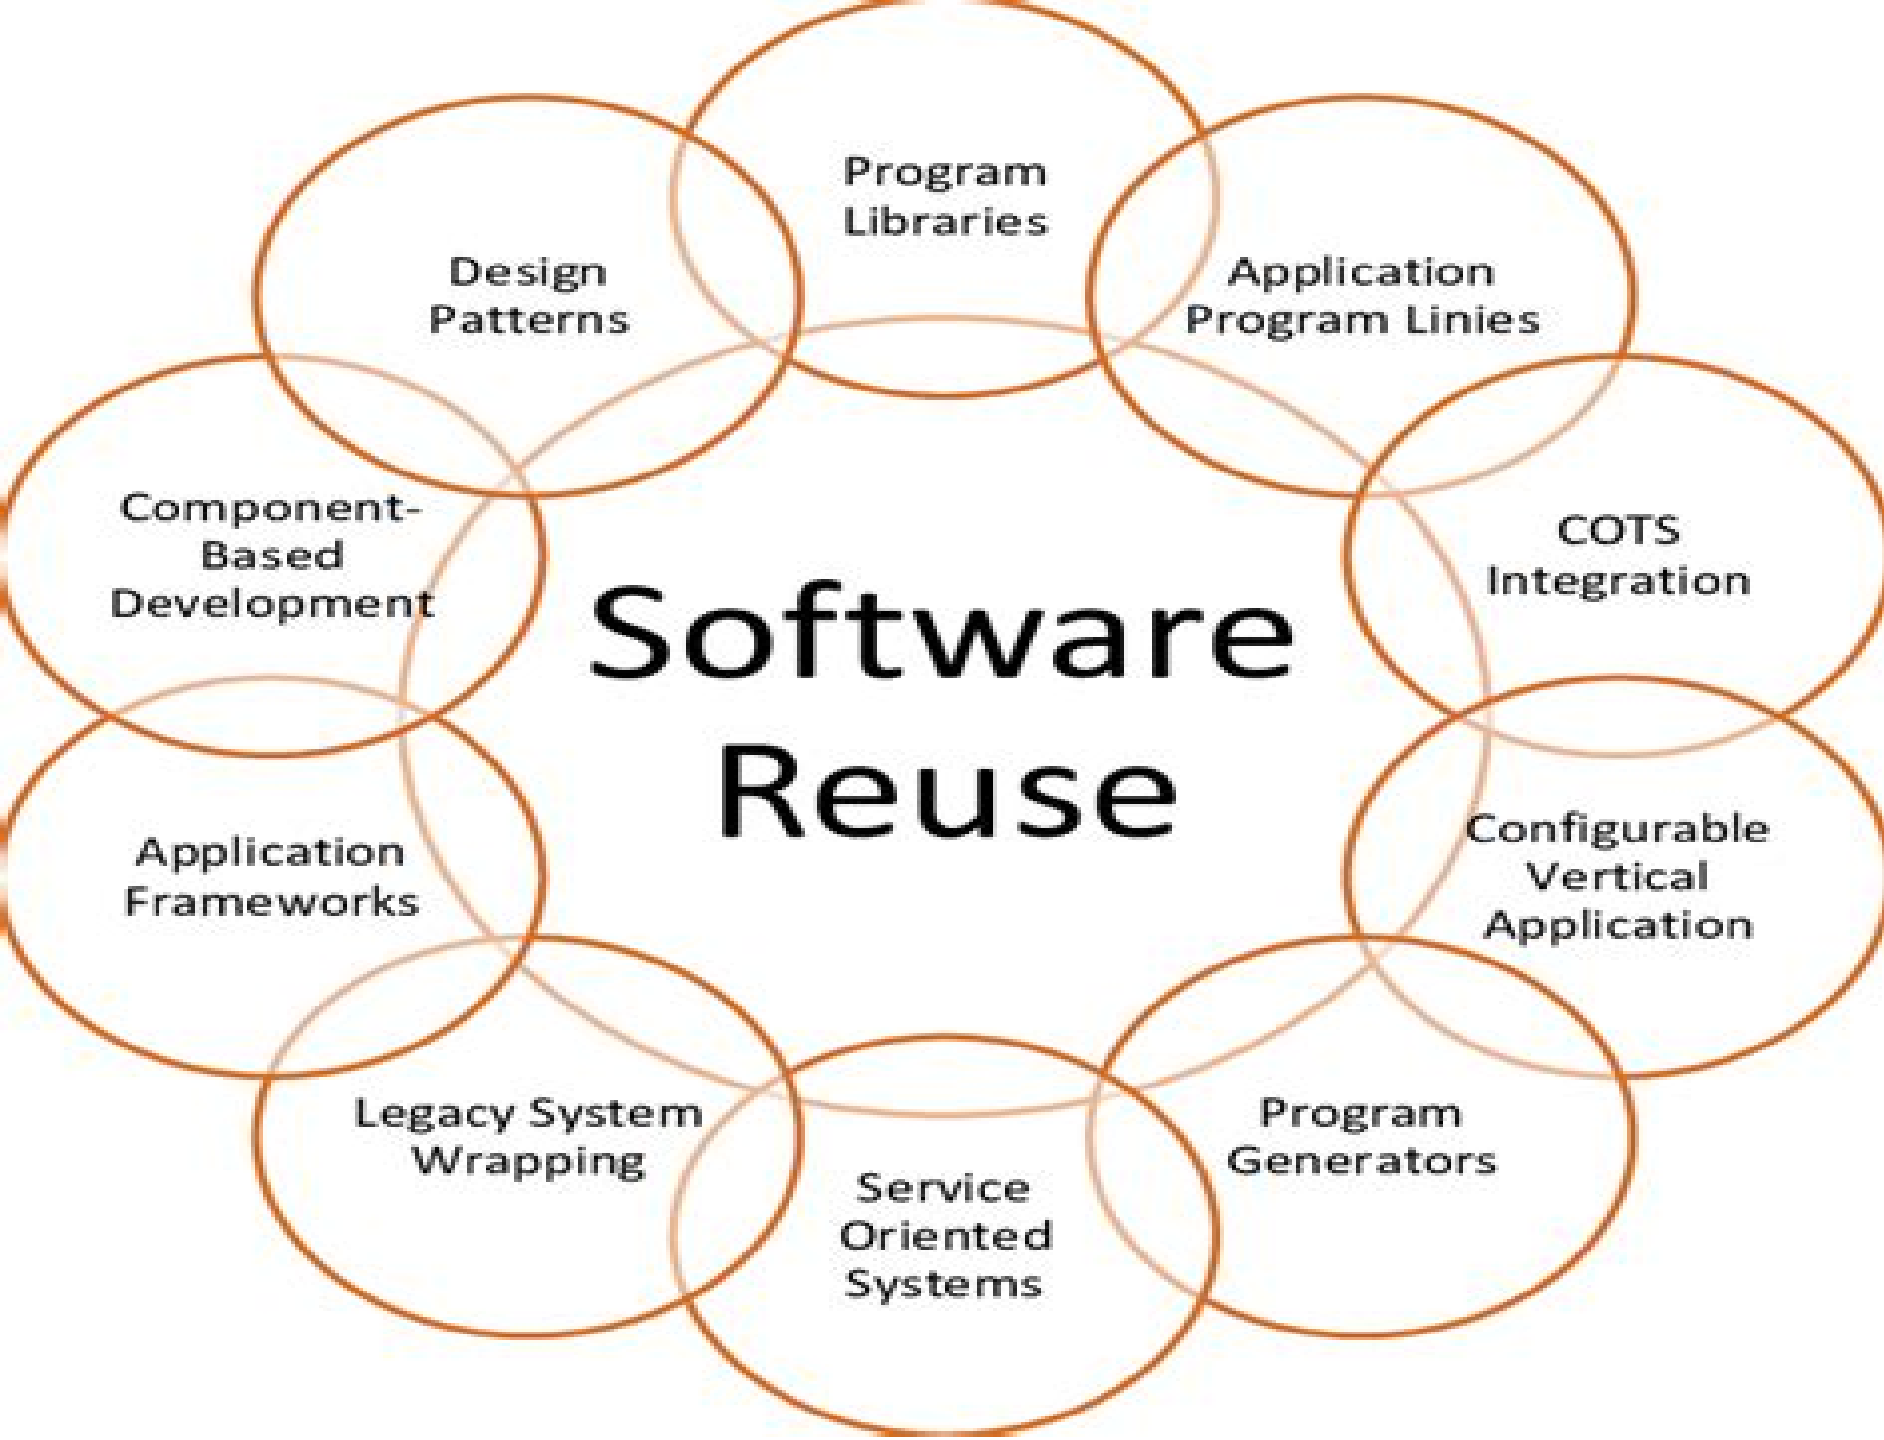 Program
Libraries
Application
Program Linies
COTS
Integration
Configurable
Vertical
Application
Program
Generators
Service
Oriented
Systems
Legacy System
Wrapping
Application
Frameworks
Component-
Based
Development
Design
Patterns
Software
Reuse